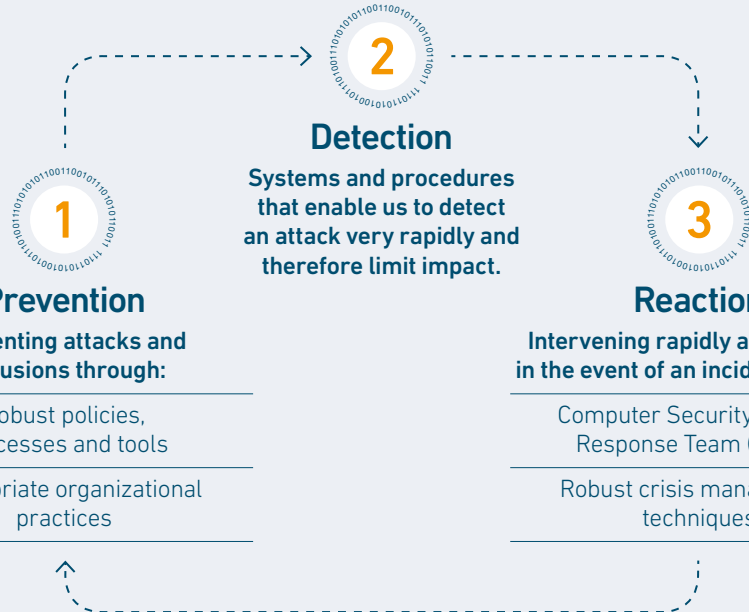 1
Prevention
enting attacks and
usions through:
obust policies,
cesses and tools
riate organizational
practices
2
Detection
Systems and procedures
that enable us to detect
an attack very rapidly and
therefore limit impact.
3
Reaction
Intervening rapidly a
in the event of an incid
Computer Security
Response Team
Robust crisis mana
techniques